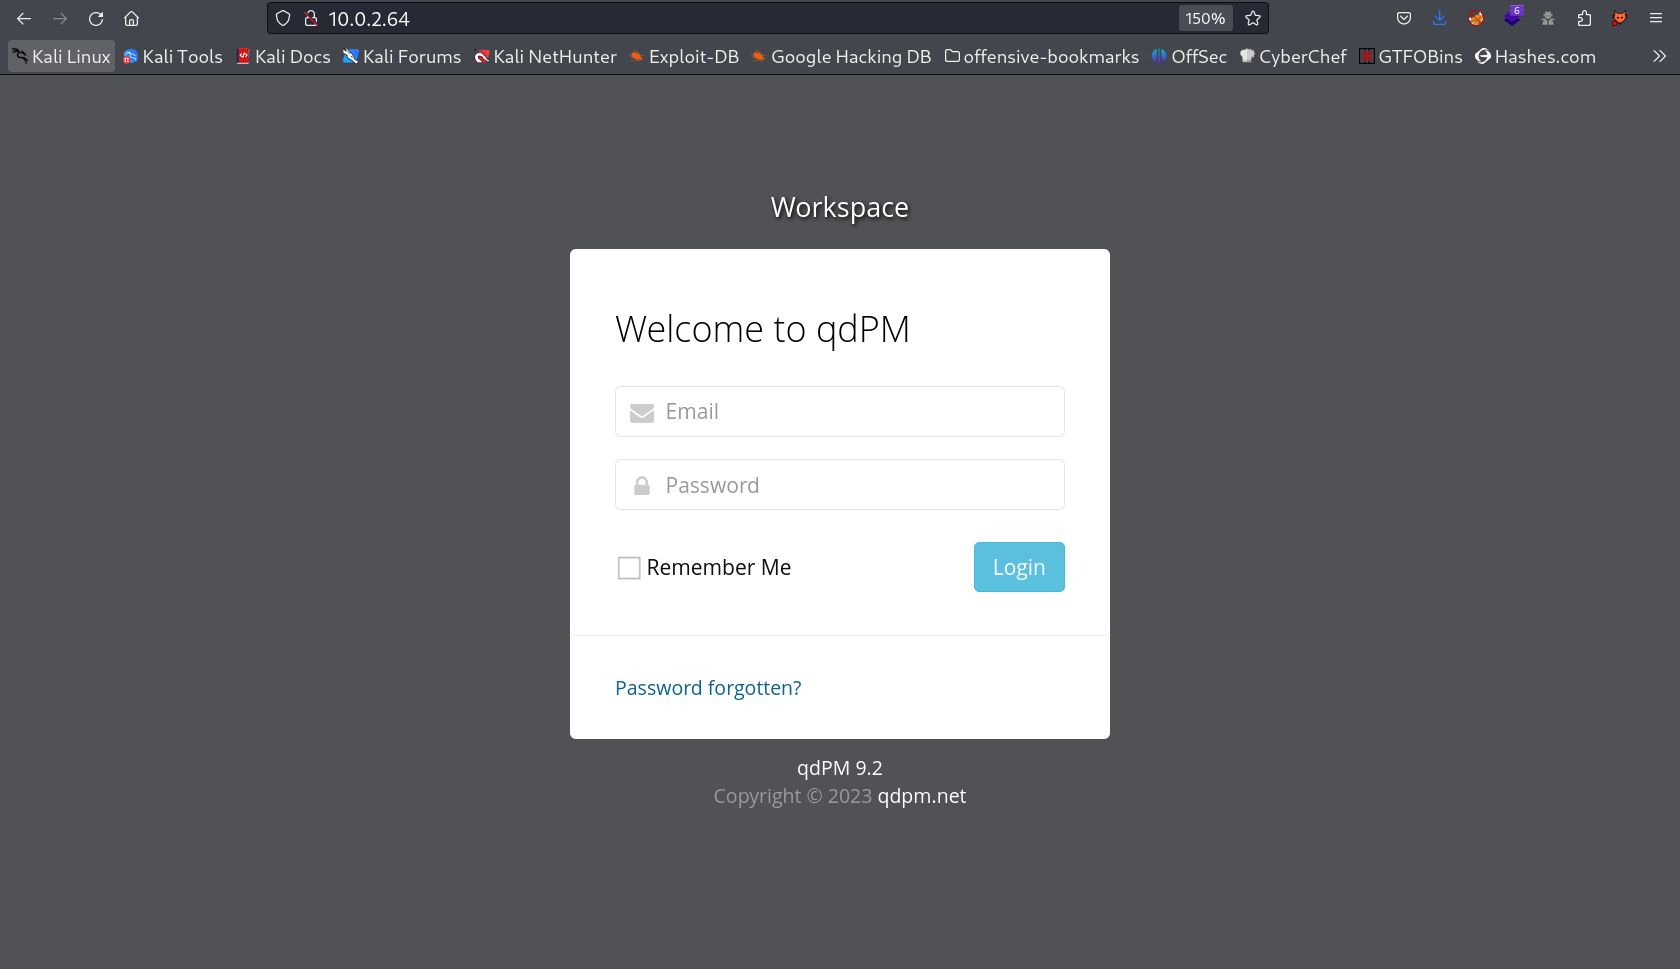 10.0.2.64 150% 6
Kali Linux Kali Tools Kali Docs Kali Forums Kali NetHunter Exploit-DB Google Hacking DB offensive-bookmarks OffSec CyberChef GTFOBins Hashes.com
Workspace
Welcome to qdPM
Email
Password
Remember Me Login
Password forgotten?
qdPM 9.2
Copyright © 2023 qdpm.net